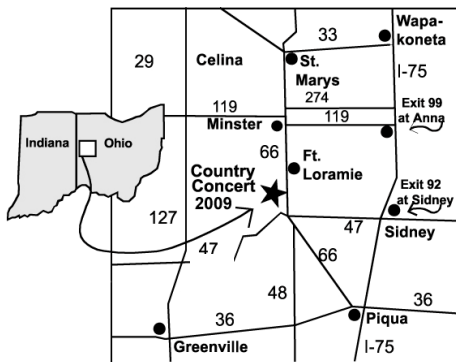 Wapa-
koneta
33
29
Celina
St.
Marys
I-75
274
119
119
Exit 99
at Anna
Minster
Indiana
Ohio
66
Ft.
Loramie
Country
Concert
2009
Exit 92
at Sidney
127
47
47
Sidney
66
48
36
36
Piqua
Greenville
I-75